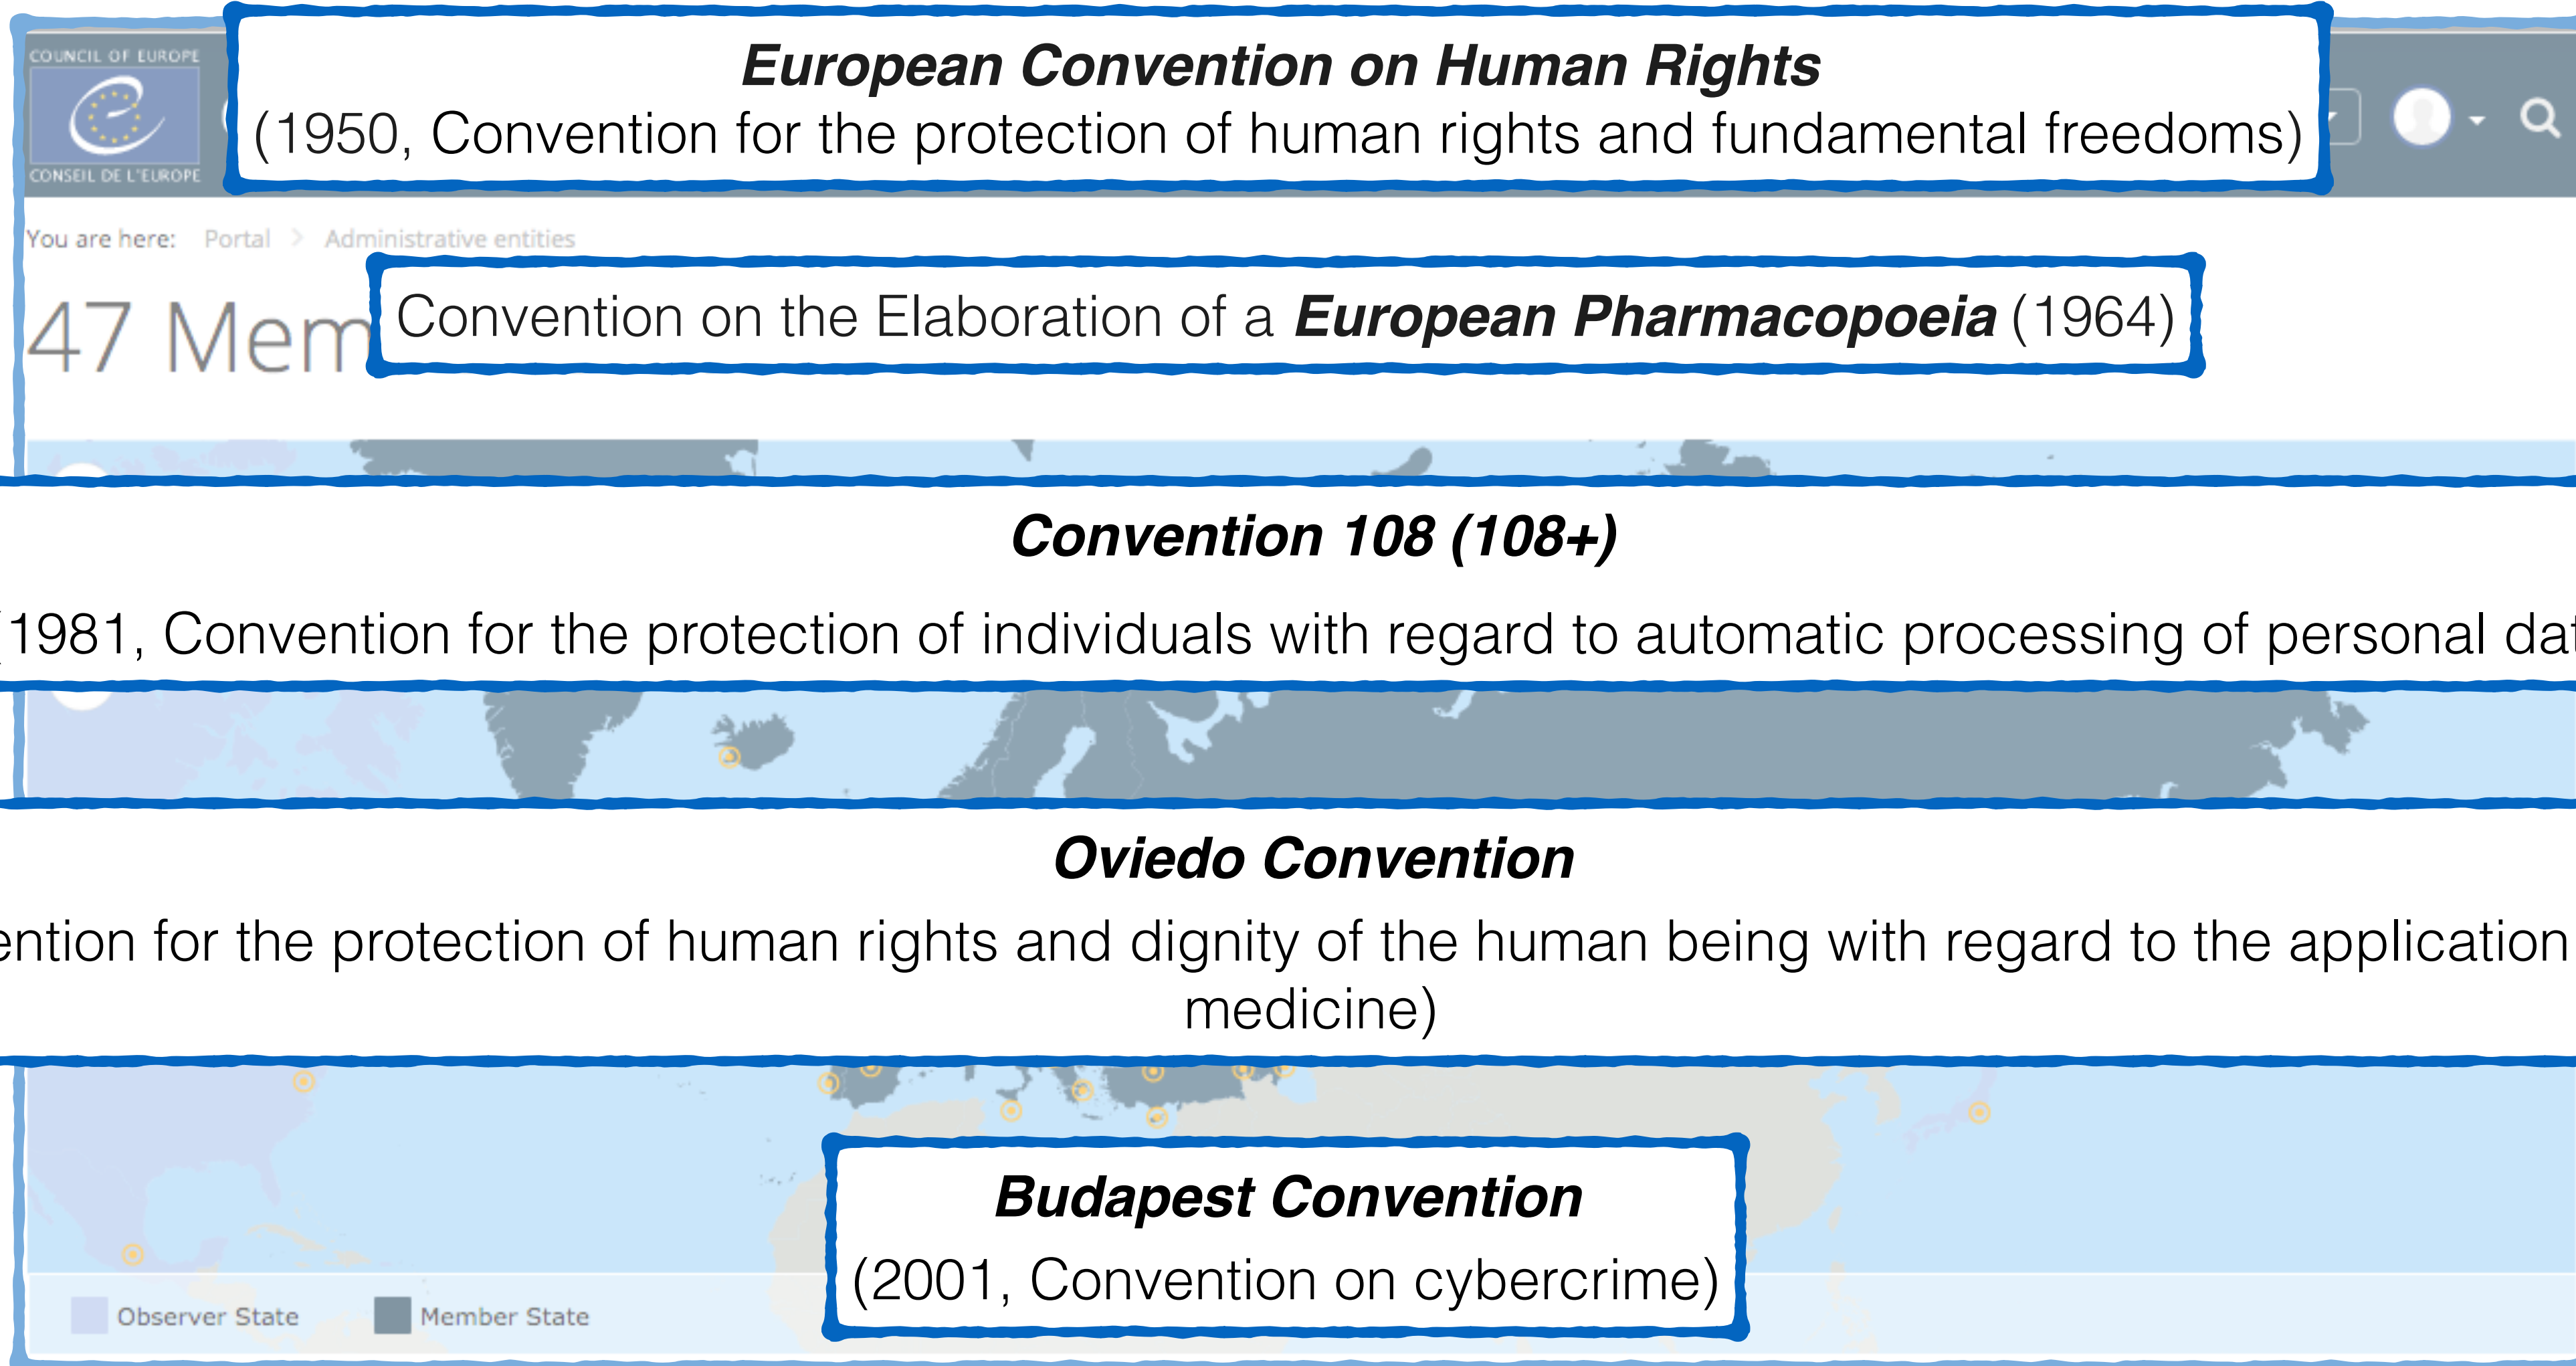 COUNCIL OF EUROPE
CONSEIL DE L'EUROPE
European Convention on Human Rights
(1950, Convention for the protection of human rights and fundamental freedoms)
You are here: Portal > Administrative entities
47 Mem
Convention on the Elaboration of a European Pharmacopoeia (1964)
Convention 108 (108+)
(1981, Convention for the protection of individuals with regard to automatic processing of personal dat
Oviedo Convention
ention for the protection of human rights and dignity of the human being with regard to the application
medicine)
Budapest Convention
(2001, Convention on cybercrime)
Observer State
Member State